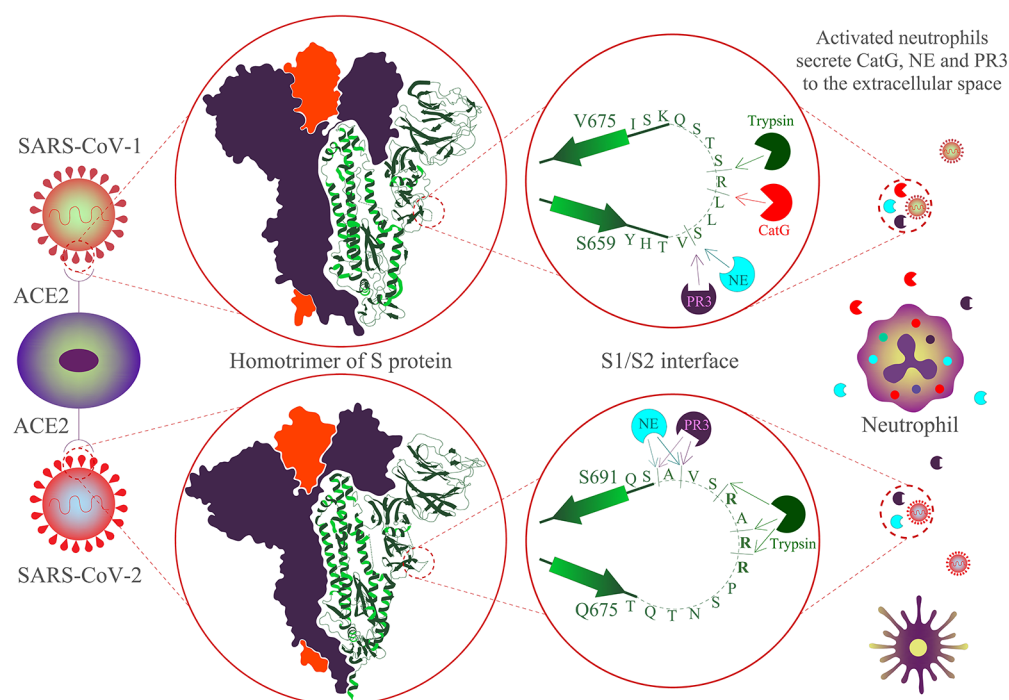 Activated neutrophils
secrete CatG, NE and PR3
to the extracellular space
SARS-CoV-1
ACE2
ACE2
SARS-CoV-2
Homotrimer of S protein
S1/S2 interface
V675 I S K Q S T S R L L S V T H Y S659
Trypsin
CatG
NE
PR3
Neutrophil
NE
PR3
S691 Q S A V S R A R R P S N T Q T Q675
Trypsin